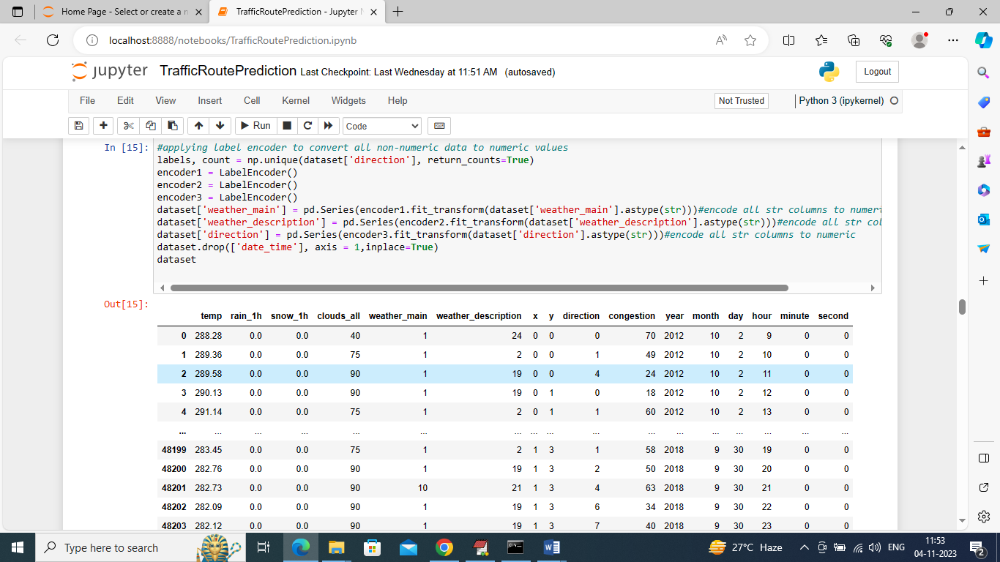 Home Page - Select or create a n
TrafficRoutePrediction - Jupyter N
localhost:8888/notebooks/TrafficRoutePrediction.ipynb
jupyter TrafficRoutePrediction Last Checkpoint: Last Wednesday at 11:51 AM (autosaved)
Logout
File Edit View Insert Cell Kernel Widgets Help
Not Trusted
Python 3 (ipykernel)
Run
Code
In [15]: #applying label encoder to convert all non-numeric data to numeric values
labels, count = np.unique(dataset['direction'], return_counts=True)
encoder1 = LabelEncoder()
encoder2 = LabelEncoder()
encoder3 = LabelEncoder()
dataset['weather_main'] = pd.Series(encoder1.fit_transform(dataset['weather_main'].astype(str)))#encode all str columns to numeri
dataset['weather_description'] = pd.Series(encoder2.fit_transform(dataset['weather_description'].astype(str)))#encode all str col
dataset['direction'] = pd.Series(encoder3.fit_transform(dataset['direction'].astype(str)))#encode all str columns to numeric
dataset.drop(['date_time'], axis = 1,inplace=True)
dataset
Out[15]:
temp rain_1h snow_1h clouds_all weather_main weather_description x y direction congestion year month day hour minute second
0 288.28 0.0 0.0 40 1 24 0 0 0 70 2012 10 2 9 0 0
1 289.36 0.0 0.0 75 1 2 0 0 1 49 2012 10 2 10 0 0
2 289.58 0.0 0.0 90 1 19 0 0 4 24 2012 10 2 11 0 0
3 290.13 0.0 0.0 90 1 19 0 1 0 18 2012 10 2 12 0 0
4 291.14 0.0 0.0 75 1 2 0 1 1 60 2012 10 2 13 0 0
... ... ... ... ... ... ... ... ... ... ... ... ... ... ... ... ...
48199 283.45 0.0 0.0 75 1 2 1 3 1 58 2018 9 30 19 0 0
48200 282.76 0.0 0.0 90 1 19 1 3 2 50 2018 9 30 20 0 0
48201 282.73 0.0 0.0 90 10 21 1 3 4 63 2018 9 30 21 0 0
48202 282.09 0.0 0.0 90 1 19 1 3 6 34 2018 9 30 22 0 0
48203 282.12 0.0 0.0 90 1 19 1 3 7 40 2018 9 30 23 0 0
Type here to search
27°C Haze
ENG
11:53
04-11-2023
2